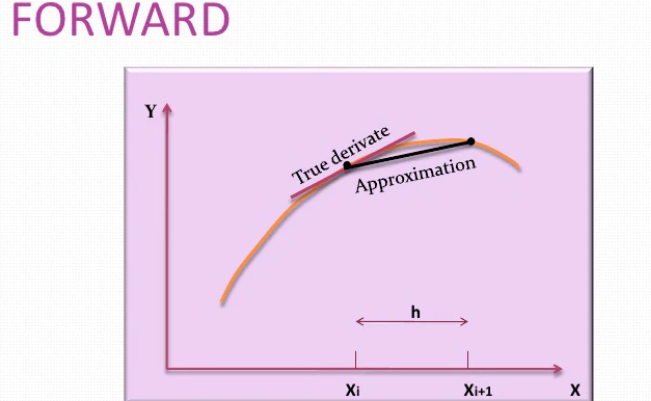 FORWARD
Y
True derivate
Approximation
h
Xi
Xi+1
X